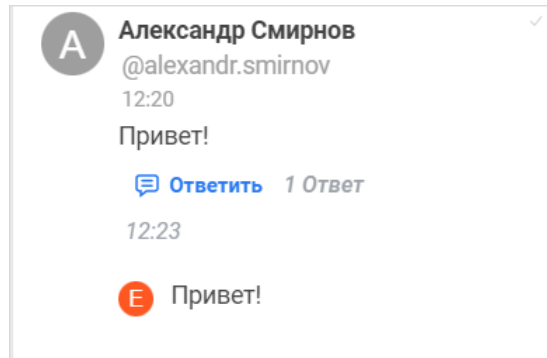 А
Александр Смирнов
@alexandr.smirnov
12:20
Привет!
Ответить 1 Ответ
12:23
Е Привет!